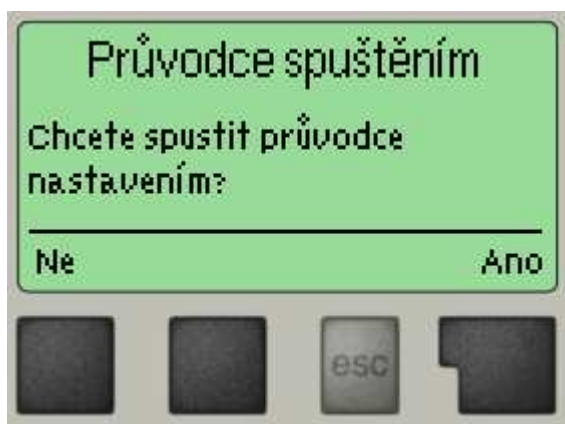 Průvodce spuštěním
Chcete spustit průvodce
nastavením?
Ne Ano
esc